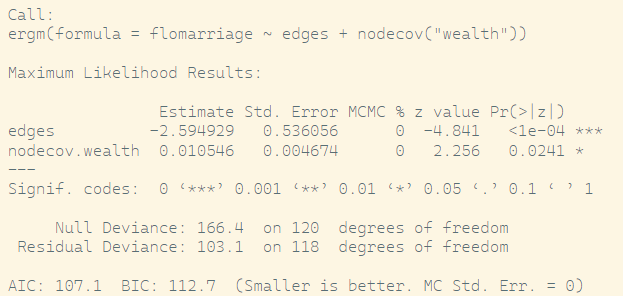 Call:
ergm(formula = flomarriage ~ edges + nodecov("wealth"))
Maximum Likelihood Results:
Estimate Std. Error MCMC % z value Pr(>|z|)
edges -2.594929 0.536056 0 -4.841 <1e-04 ***
nodecov.wealth 0.010546 0.004674 0 2.256 0.0241 *
---
Signif. codes: 0 ‘***’ 0.001 ‘**’ 0.01 ‘*’ 0.05 ‘.’ 0.1 ‘ ’ 1
Null Deviance: 166.4 on 120 degrees of freedom
Residual Deviance: 103.1 on 118 degrees of freedom
AIC: 107.1 BIC: 112.7 (Smaller is better. MC Std. Err. = 0)